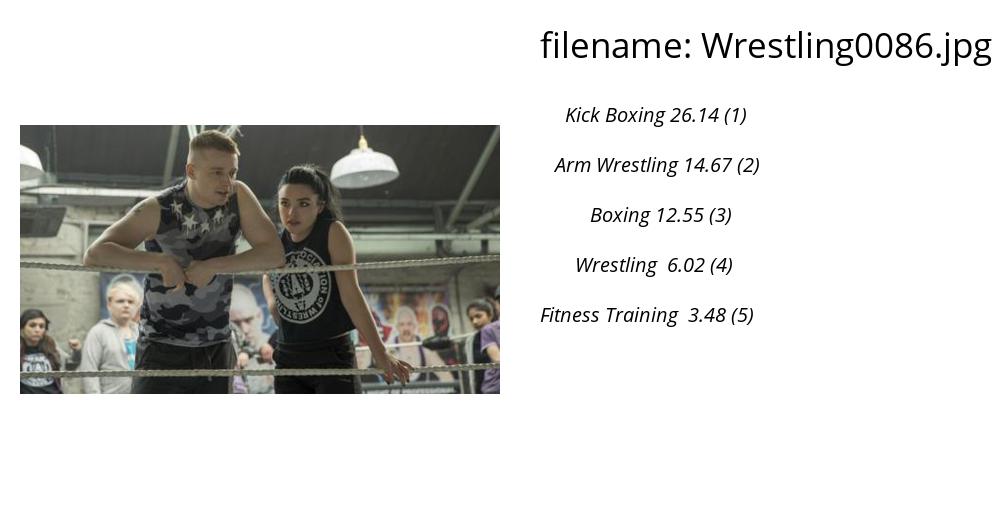 filename: Wrestling0086.jpg
Kick Boxing 26.14 (1)
Arm Wrestling 14.67 (2)
Boxing 12.55 (3)
Wrestling  6.02 (4)
Fitness Training  3.48 (5)